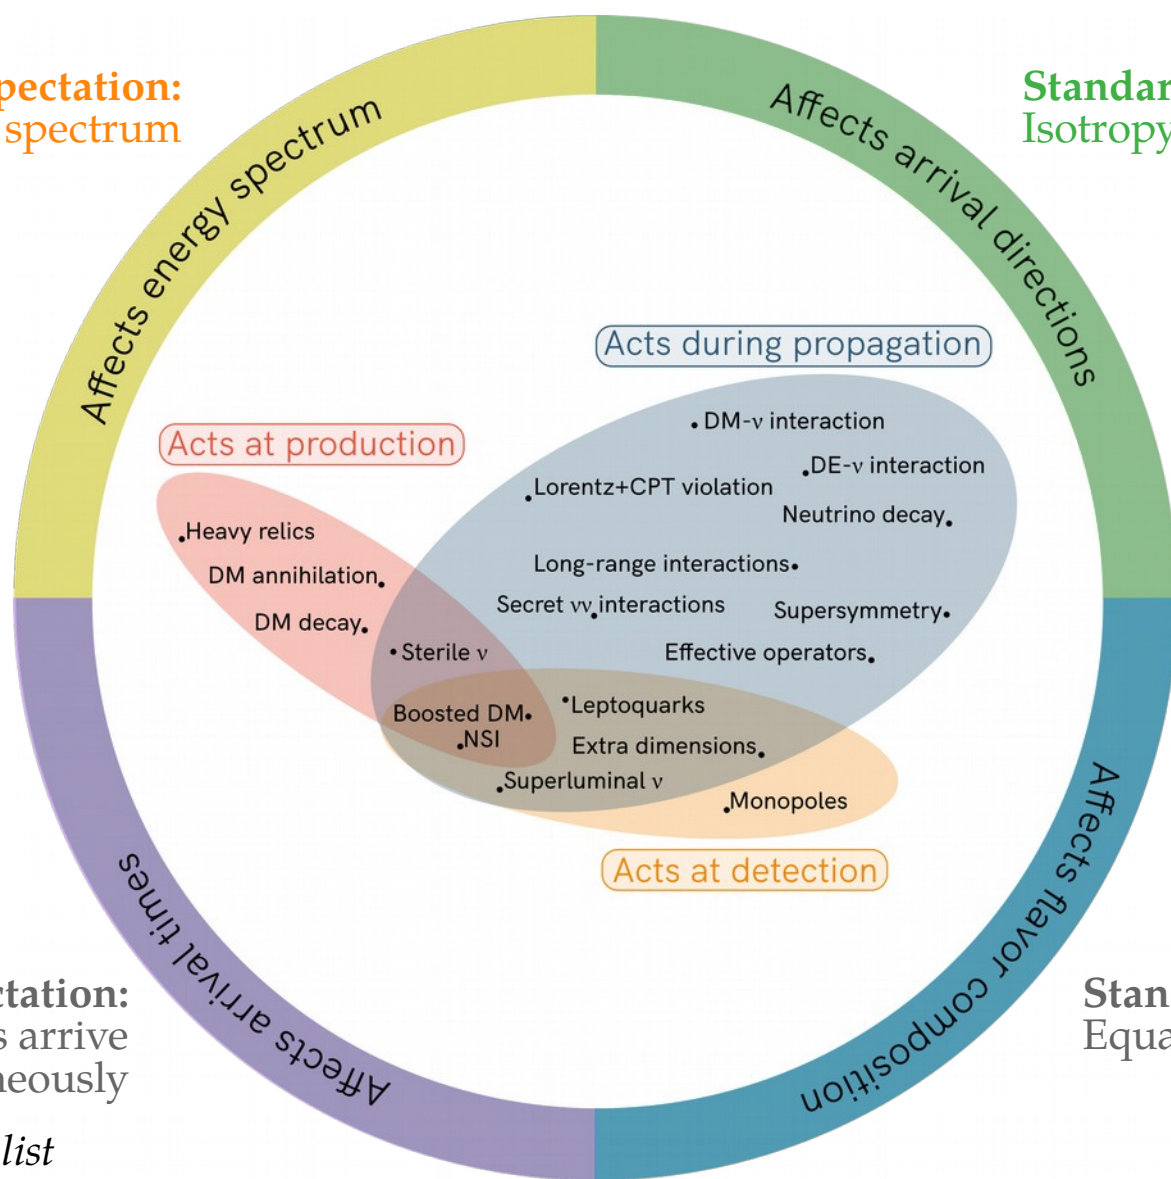 pectation:
spectrum
Standar
Isotropy
Affects energy spectrum
Affects arrival directions
Acts during propagation
DM-ν interaction
Acts at production
DE-ν interaction
Lorentz+CPT violation
Neutrino decay
Heavy relics
Long-range interactions
DM annihilation
Secret νν interactions
Supersymmetry
DM decay
Sterile ν
Effective operators
Leptoquarks
Boosted DM
NSI
Extra dimensions
Superluminal ν
Monopoles
Acts at detection
Affects arrival times
Affects flavor composition
ctation:
s arrive
neously
Stan
Equa
list